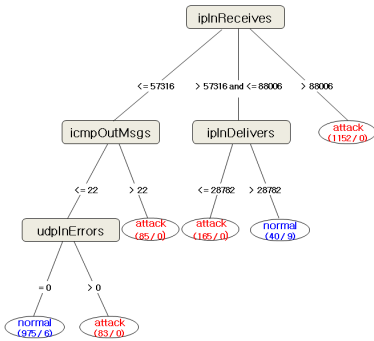 ipInReceives
<= 57316
> 57316 and <= 88006
> 88006
icmpOutMsgs
ipInDelivers
attack
(1152 / 0)
<= 22
> 22
<= 28782
> 28782
udpInErrors
attack
(85 / 0)
attack
(165 / 0)
normal
(40 / 9)
= 0
> 0
normal
(975 / 6)
attack
(83 / 0)